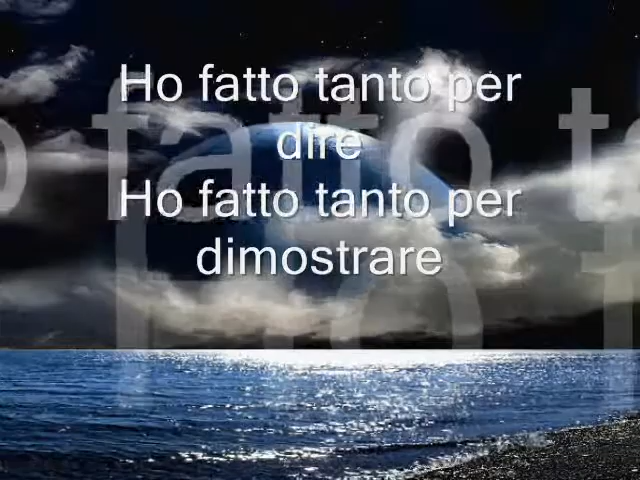 Ho fatto tanto per
dire
Ho fatto tanto per
dimostrare